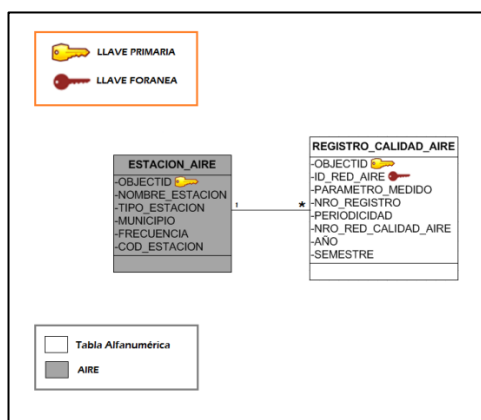 LLAVE PRIMARIA
LLAVE FORANEA
ESTACION_AIRE
-OBJECTID
-NOMBRE_ESTACION
-TIPO_ESTACION
-MUNICIPIO
-FRECUENCIA
-COD_ESTACION
REGISTRO_CALIDAD_AIRE
-OBJECTID
-ID_RED_AIRE
-PARAMETRO_MEDIDO
-NRO_REGISTRO
-PERIODICIDAD
-NRO_RED_CALIDAD_AIRE
-AÑO
-SEMESTRE
*
Tabla Alfanumérica
AIRE